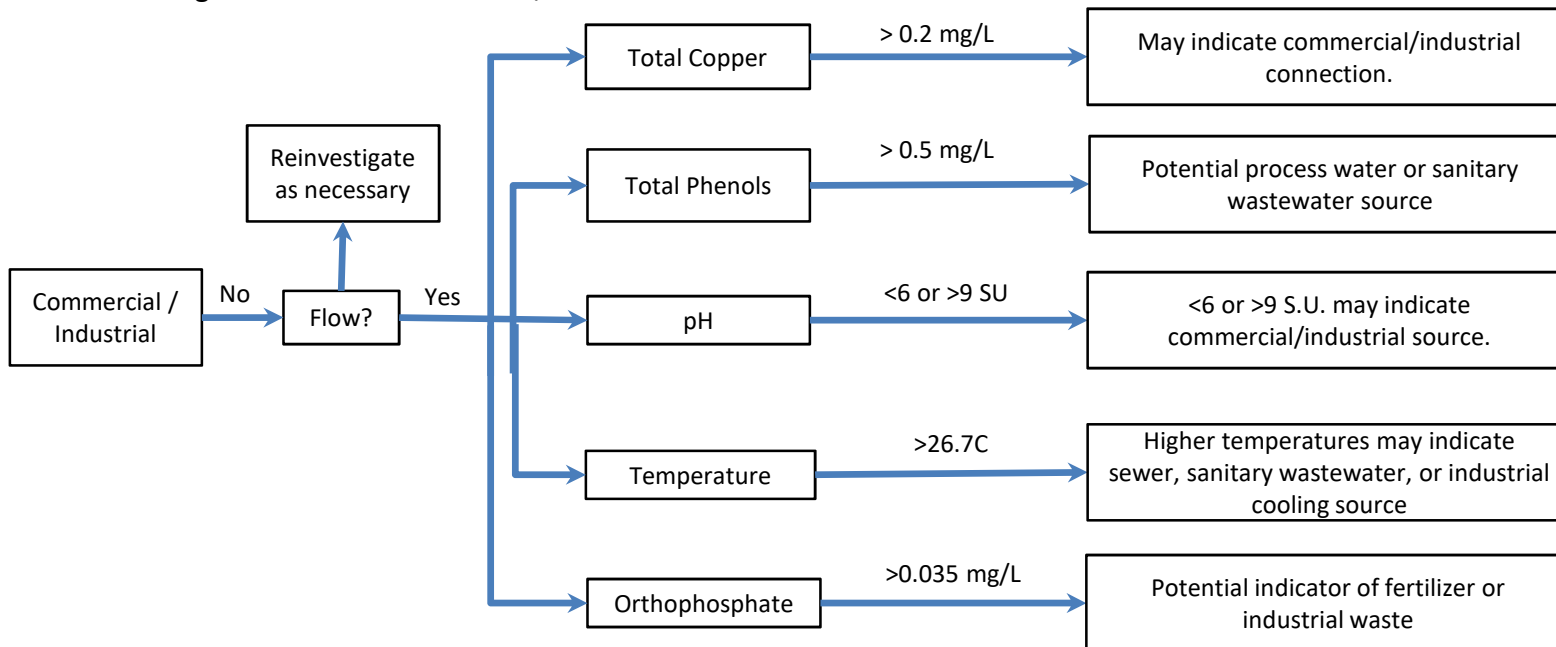 > 0.2 mg/L
Total Copper
May indicate commercial/industrial
connection.
Reinvestigate
as necessary
> 0.5 mg/L
Total Phenols
Potential process water or sanitary
wastewater source
Commercial /
Industrial
No
Flow?
Yes
<6 or >9 SU
pH
<6 or >9 S.U. may indicate
commercial/industrial source.
>26.7C
Temperature
Higher temperatures may indicate
sewer, sanitary wastewater, or industrial
cooling source
>0.035 mg/L
Orthophosphate
Potential indicator of fertilizer or
industrial waste